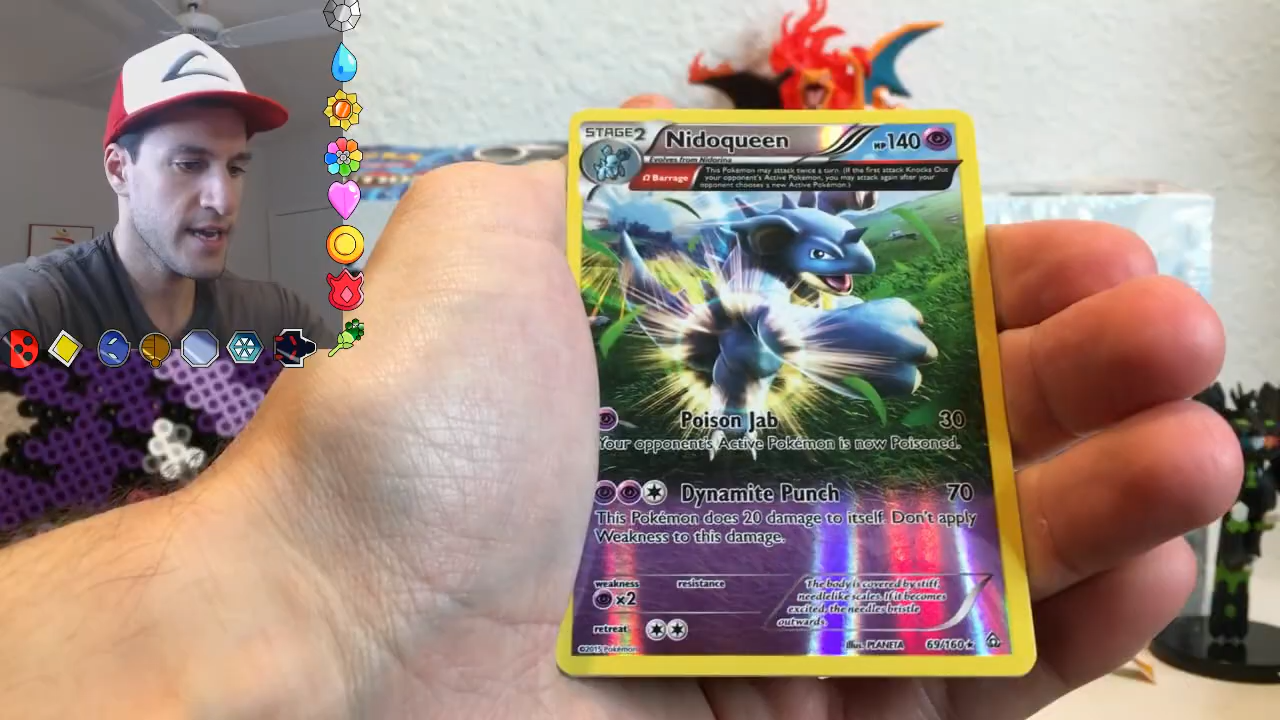 STAGE2 Nidoqueen HP140
Evolves from Nidorina
Ω Barrage
This Pokémon may attack twice a turn. (If the first attack Knocks Out
your opponent's Active Pokémon, you may attack again after your
opponent chooses a new Active Pokémon.)
Poison Jab 30
Your opponent's Active Pokémon is now Poisoned.
Dynamite Punch 70
This Pokémon does 20 damage to itself. Don't apply
Weakness to this damage.
weakness resistance
×2
retreat
The body is covered by stiff,
needlelike scales. If it becomes
excited, the needles bristle
outwards.
©2015 Pokémon
Illus. PLANETA 69/160★